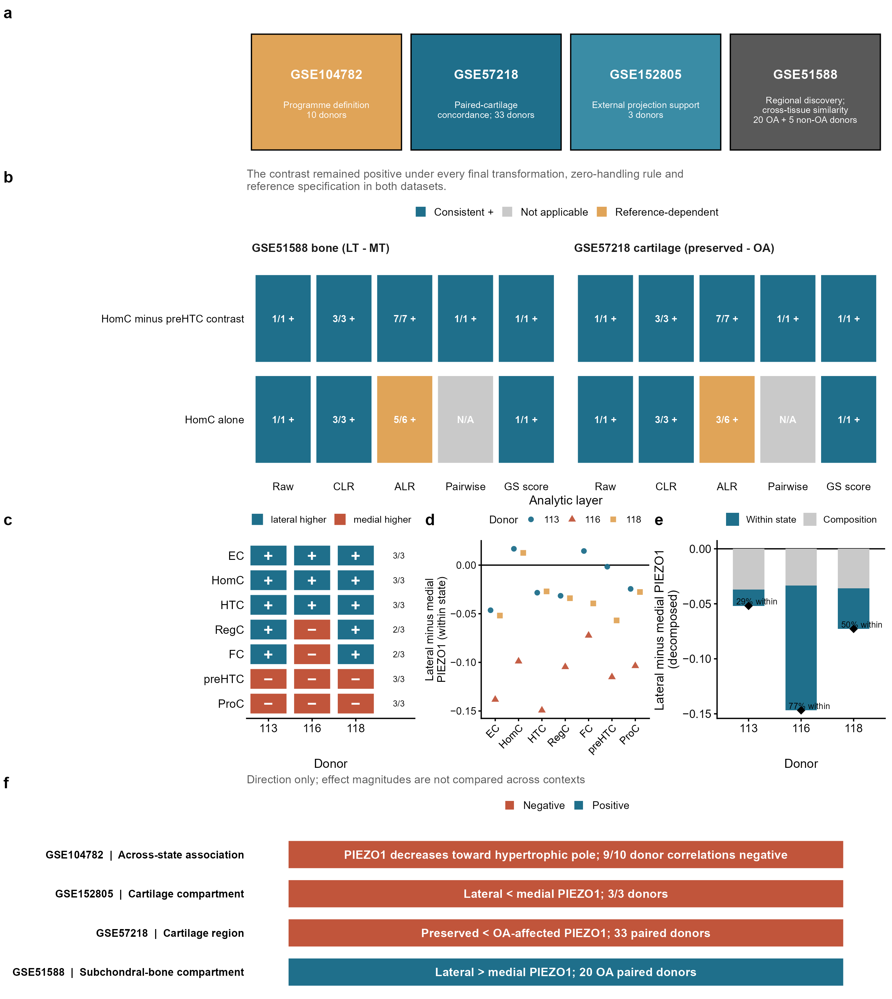 a
GSE104782
Programme definition
10 donors
GSE57218
Paired-cartilage
concordance; 33 donors
GSE152805
External projection support
3 donors
GSE51588
Regional discovery;
cross-tissue similarity
20 OA + 5 non-OA donors
b
The contrast remained positive under every final transformation, zero-handling rule and
reference specification in both datasets.
Consistent + Not applicable Reference-dependent
GSE51588 bone (LT - MT) GSE57218 cartilage (preserved - OA)
HomC minus preHTC contrast 1/1 + 3/3 + 7/7 + 1/1 + 1/1 + 1/1 + 3/3 + 7/7 + 1/1 + 1/1 +
HomC alone 1/1 + 3/3 + 5/6 + N/A 1/1 + 1/1 + 3/3 + 3/6 + N/A 1/1 +
Raw CLR ALR Pairwise GS score Raw CLR ALR Pairwise GS score
Analytic layer
c
lateral higher medial higher
EC + + + 3/3
HomC + + + 3/3
HTC + + + 3/3
RegC + − + 2/3
FC + − + 2/3
preHTC − − − 3/3
ProC − − − 3/3
113 116 118
Donor
d
Donor 113 116 118
Lateral minus medial
PIEZO1 (within state)
0.00
−0.05
−0.10
−0.15
EC HomC HTC RegC FC preHTC ProC
e
Within state Composition
Lateral minus medial PIEZO1
(decomposed)
0.00
−0.05
−0.10
−0.15
29% within
77% within
50% within
113 116 118
Donor
f
Direction only; effect magnitudes are not compared across contexts
Negative Positive
GSE104782 | Across-state association PIEZO1 decreases toward hypertrophic pole; 9/10 donor correlations negative
GSE152805 | Cartilage compartment Lateral < medial PIEZO1; 3/3 donors
GSE57218 | Cartilage region Preserved < OA-affected PIEZO1; 33 paired donors
GSE51588 | Subchondral-bone compartment Lateral > medial PIEZO1; 20 OA paired donors